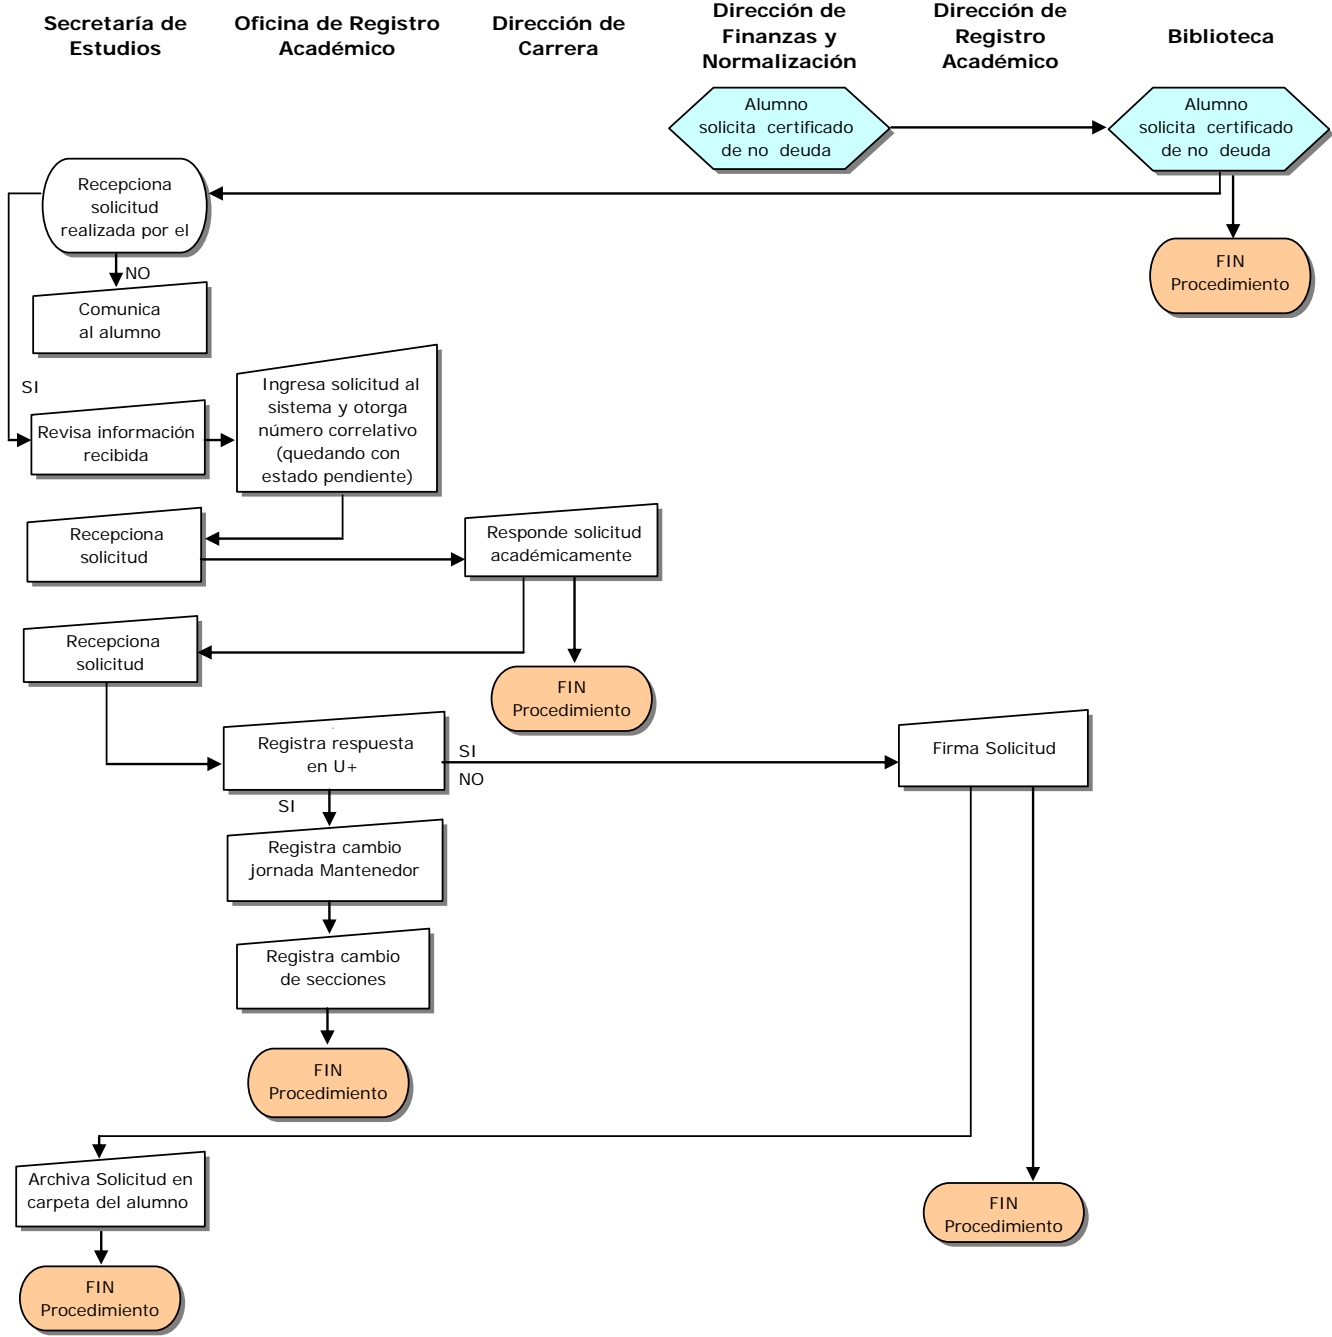 Secretaría de
Estudios
Oficina de Registro
Académico
Dirección de
Carrera
Dirección de
Finanzas y
Normalización
Dirección de
Registro
Académico
Biblioteca
Alumno
solicita certificado
de no deuda
Alumno
solicita certificado
de no deuda
Recepciona
solicitud
realizada por el
FIN
Procedimiento
NO
Comunica
al alumno
SI
Revisa información
recibida
Ingresa solicitud al
sistema y otorga
número correlativo
(quedando con
estado pendiente)
Recepciona
solicitud
Responde solicitud
académicamente
Recepciona
solicitud
FIN
Procedimiento
Registra respuesta
en U+
SI
NO
Firma Solicitud
SI
Registra cambio
jornada Mantenedor
Registra cambio
de secciones
FIN
Procedimiento
Archiva Solicitud en
carpeta del alumno
FIN
Procedimiento
FIN
Procedimiento